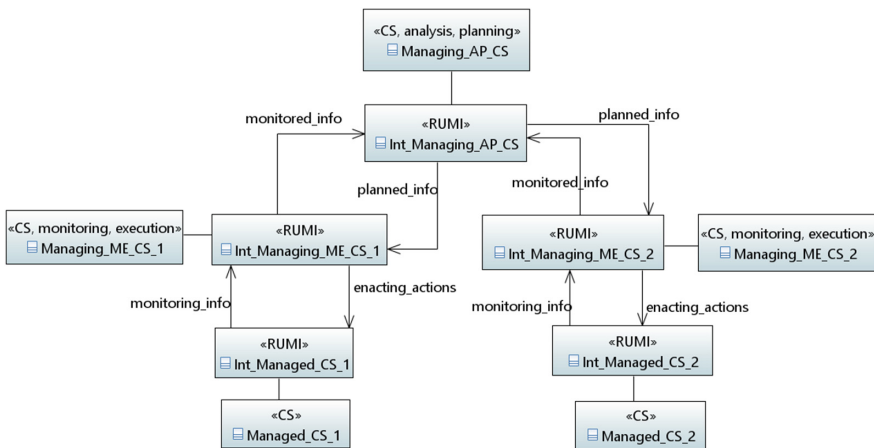 «CS, analysis, planning»
Managing_AP_CS
«RUMI»
Int_Managing_AP_CS
monitored_info
planned_info
planned_info
monitored_info
«CS, monitoring, execution»
Managing_ME_CS_1
«RUMI»
Int_Managing_ME_CS_1
«RUMI»
Int_Managing_ME_CS_2
«CS, monitoring, execution»
Managing_ME_CS_2
monitoring_info
enacting_actions
monitoring_info
enacting_actions
«RUMI»
Int_Managed_CS_1
«RUMI»
Int_Managed_CS_2
«CS»
Managed_CS_1
«CS»
Managed_CS_2